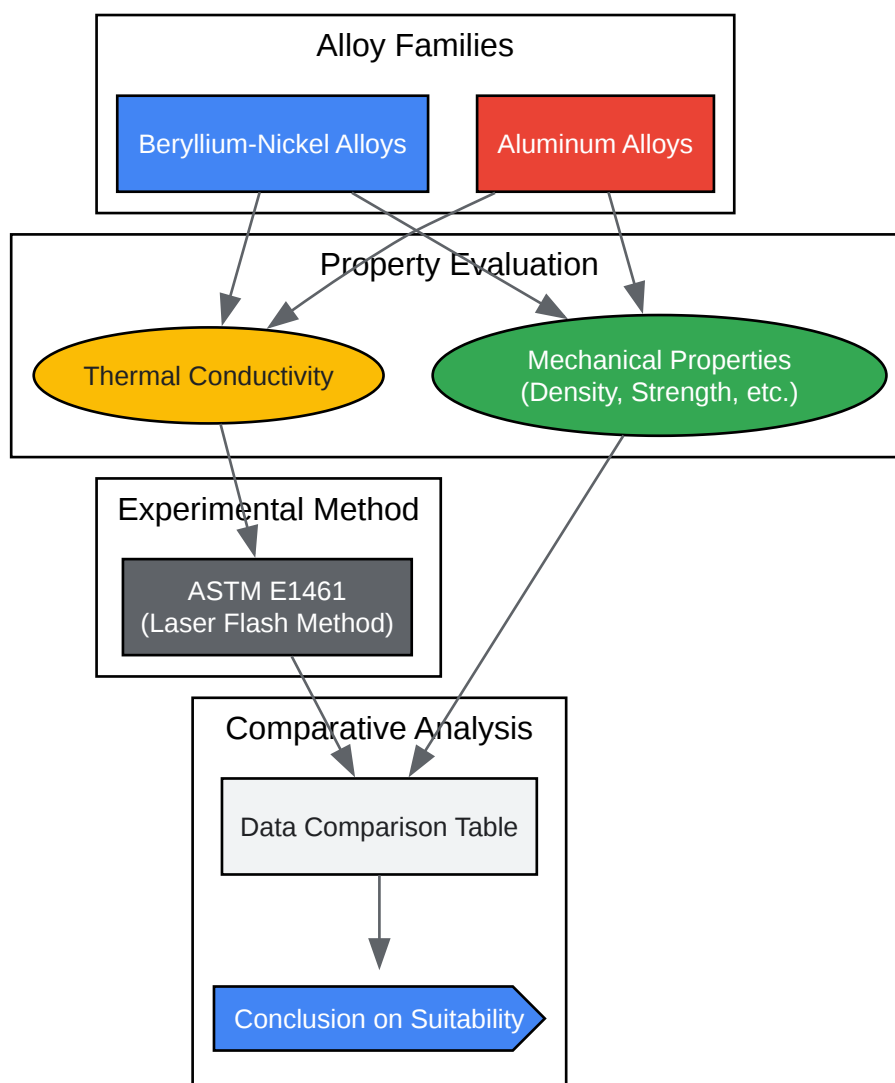 Alloy Families
Beryllium-Nickel Alloys
Aluminum Alloys
Property Evaluation
Thermal Conductivity
Mechanical Properties
(Density, Strength, etc.)
Experimental Method
ASTM E1461
(Laser Flash Method)
Comparative Analysis
Data Comparison Table
Conclusion on Suitability